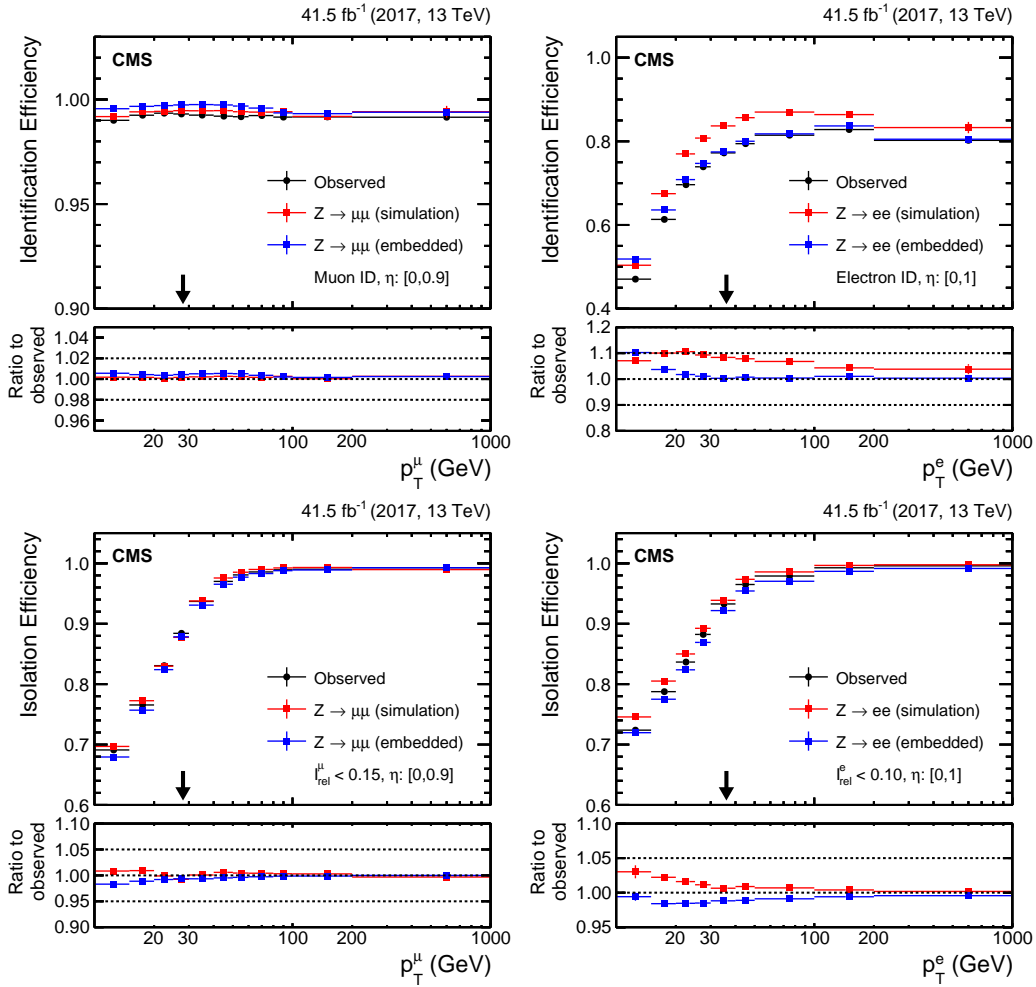 41.5 fb⁻¹ (2017, 13 TeV)
CMS
Identification Efficiency
1.00
0.95
0.90
Observed
Z → μμ (simulation)
Z → μμ (embedded)
Muon ID, η: [0,0.9]
Ratio to
observed
1.04
1.02
1.00
0.98
0.96
20 30 100 200 1000
p_T^μ (GeV)
41.5 fb⁻¹ (2017, 13 TeV)
CMS
Identification Efficiency
1.0
0.8
0.6
0.4
Observed
Z → ee (simulation)
Z → ee (embedded)
Electron ID, η: [0,1]
Ratio to
observed
1.2
1.1
1.0
0.9
0.8
20 30 100 200 1000
p_T^e (GeV)
41.5 fb⁻¹ (2017, 13 TeV)
CMS
Isolation Efficiency
1.0
0.9
0.8
0.7
0.6
Observed
Z → μμ (simulation)
Z → μμ (embedded)
I_rel^μ < 0.15, η: [0,0.9]
Ratio to
observed
1.10
1.05
1.00
0.95
0.90
20 30 100 200 1000
p_T^μ (GeV)
41.5 fb⁻¹ (2017, 13 TeV)
CMS
Isolation Efficiency
1.0
0.9
0.8
0.7
0.6
Observed
Z → ee (simulation)
Z → ee (embedded)
I_rel^e < 0.10, η: [0,1]
Ratio to
observed
1.10
1.05
1.00
0.95
20 30 100 200 1000
p_T^e (GeV)